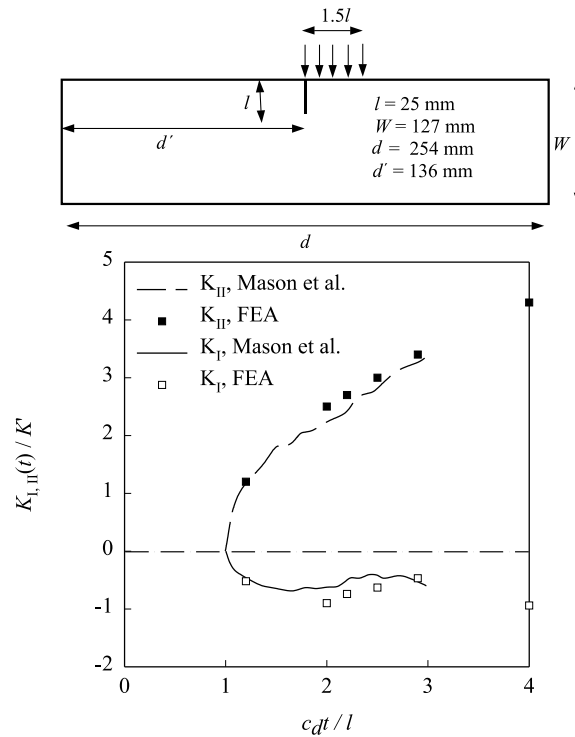 1.5l
l
l = 25 mm
W = 127 mm
d = 254 mm
d′ = 136 mm
W
d′
d
5
4
3
2
1
0
-1
-2
K_II, Mason et al.
K_II, FEA
K_I, Mason et al.
K_I, FEA
K_I,II(t) / K'
0 1 2 3 4
c_d t / l